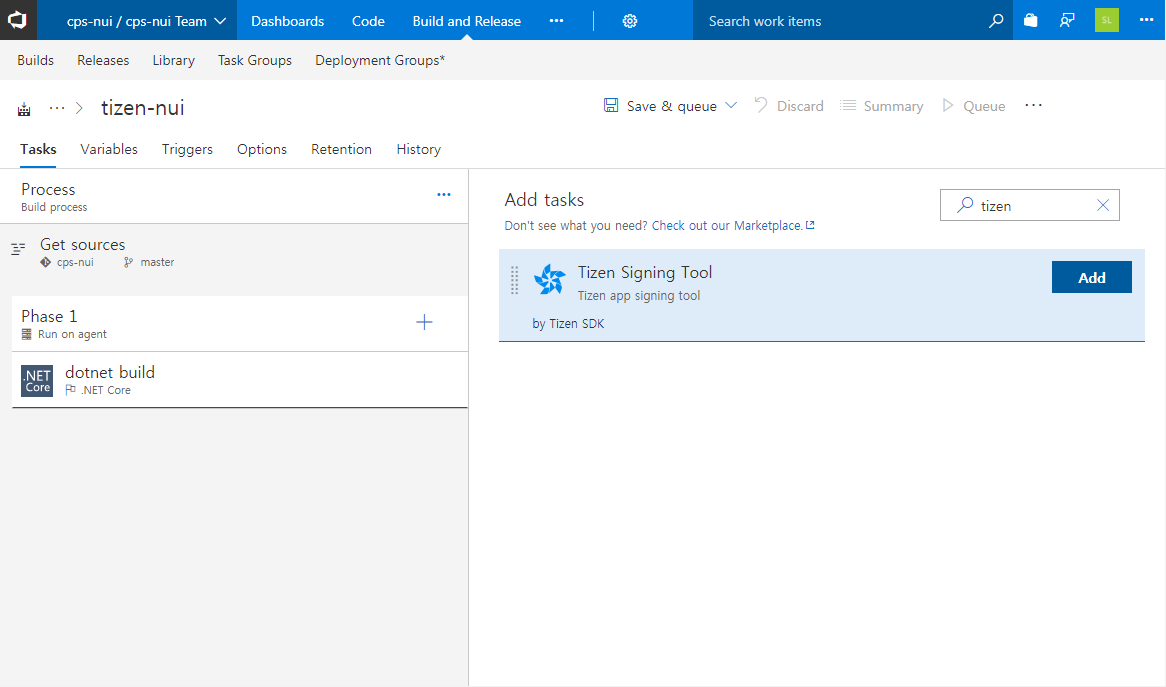 cps-nui / cps-nui Team Dashboards Code Build and Release ··· Search work items SL ···
Builds Releases Library Task Groups Deployment Groups*
··· > tizen-nui Save & queue Discard Summary Queue ···
Tasks Variables Triggers Options Retention History
Process
Build process
···
Get sources
cps-nui master
Phase 1
Run on agent
.NET Core
dotnet build
.NET Core
Add tasks
Don't see what you need? Check out our Marketplace.
tizen
Tizen Signing Tool
Tizen app signing tool
by Tizen SDK
Add